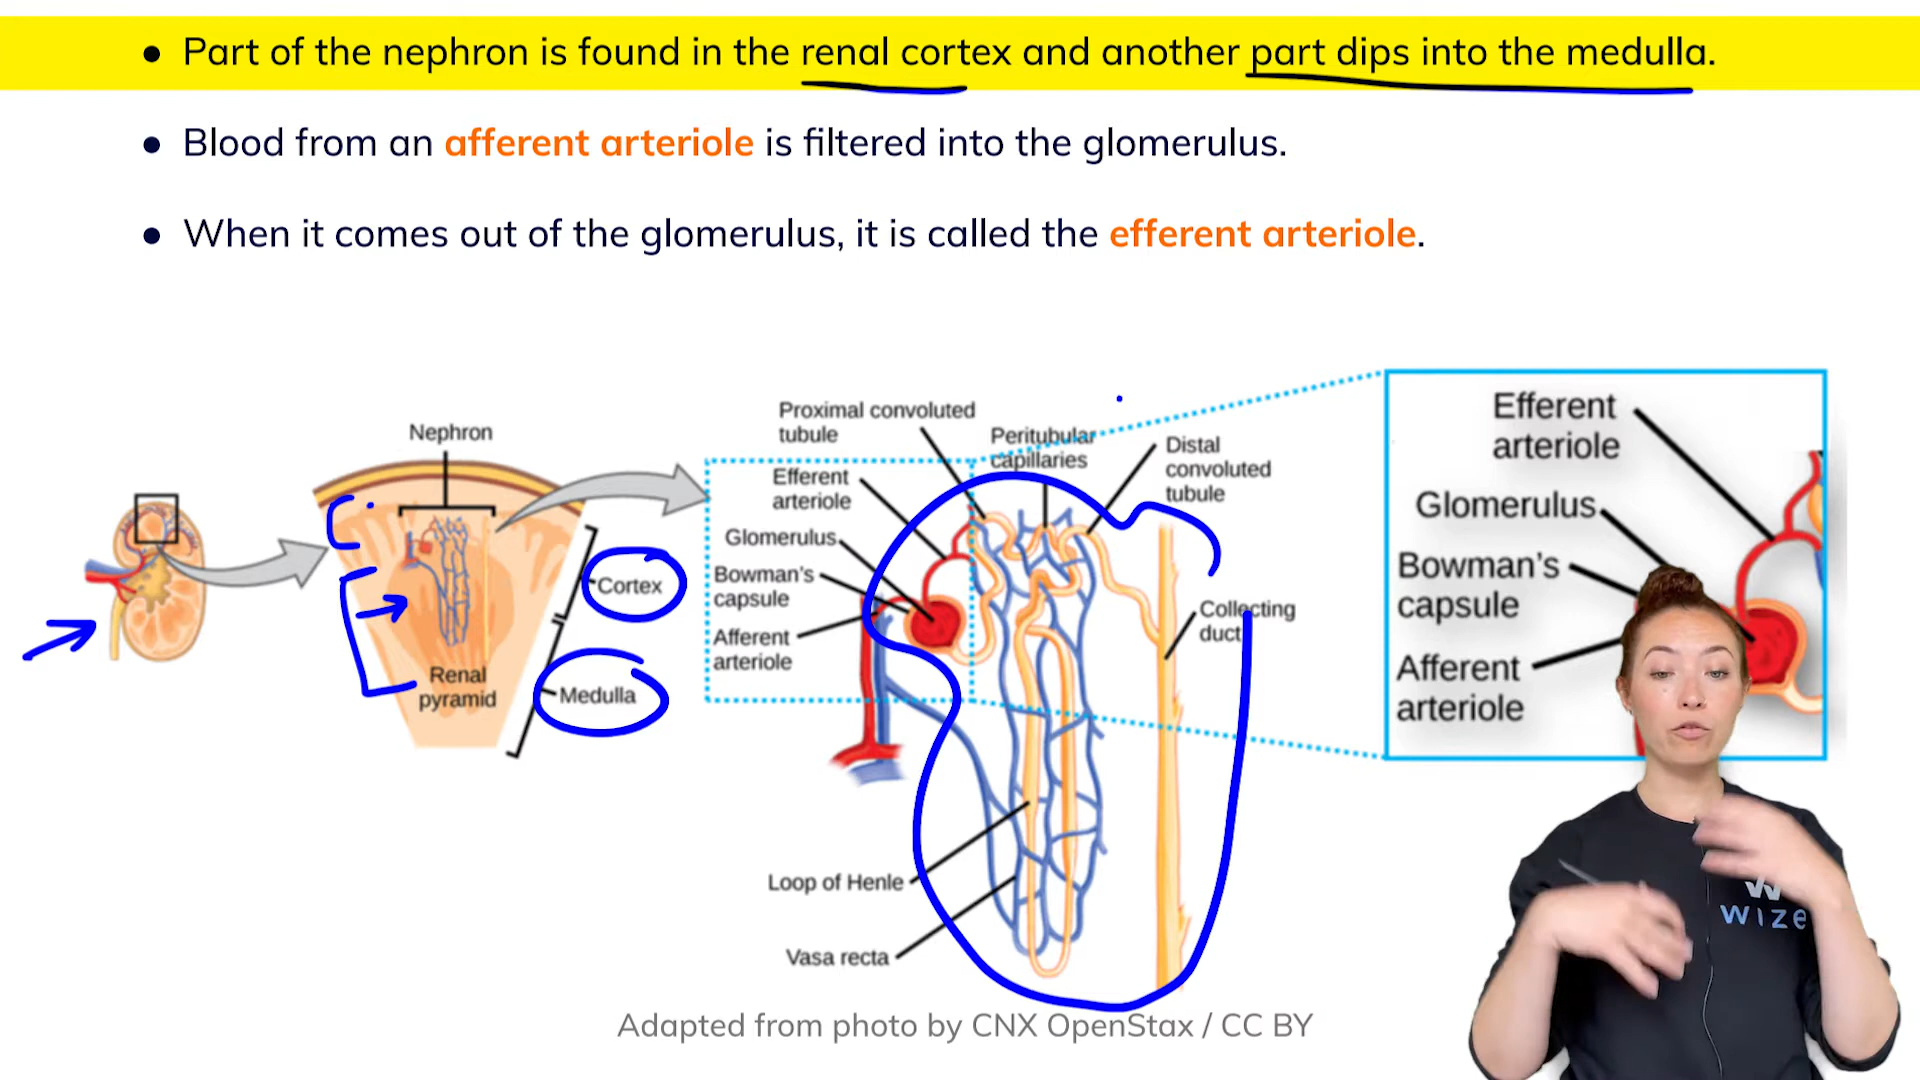 • Part of the nephron is found in the renal cortex and another part dips into the medulla.
• Blood from an afferent arteriole is filtered into the glomerulus.
• When it comes out of the glomerulus, it is called the efferent arteriole.
Nephron
Cortex
Medulla
Renal
pyramid
Proximal convoluted
tubule
Peritubular
capillaries
Distal
convoluted
tubule
Efferent
arteriole
Glomerulus
Bowman's
capsule
Afferent
arteriole
Collecting
duct
Loop of Henle
Vasa recta
Efferent
arteriole
Glomerulus
Bowman's
capsule
Afferent
arteriole
WIZE
Adapted from photo by CNX OpenStax / CC BY